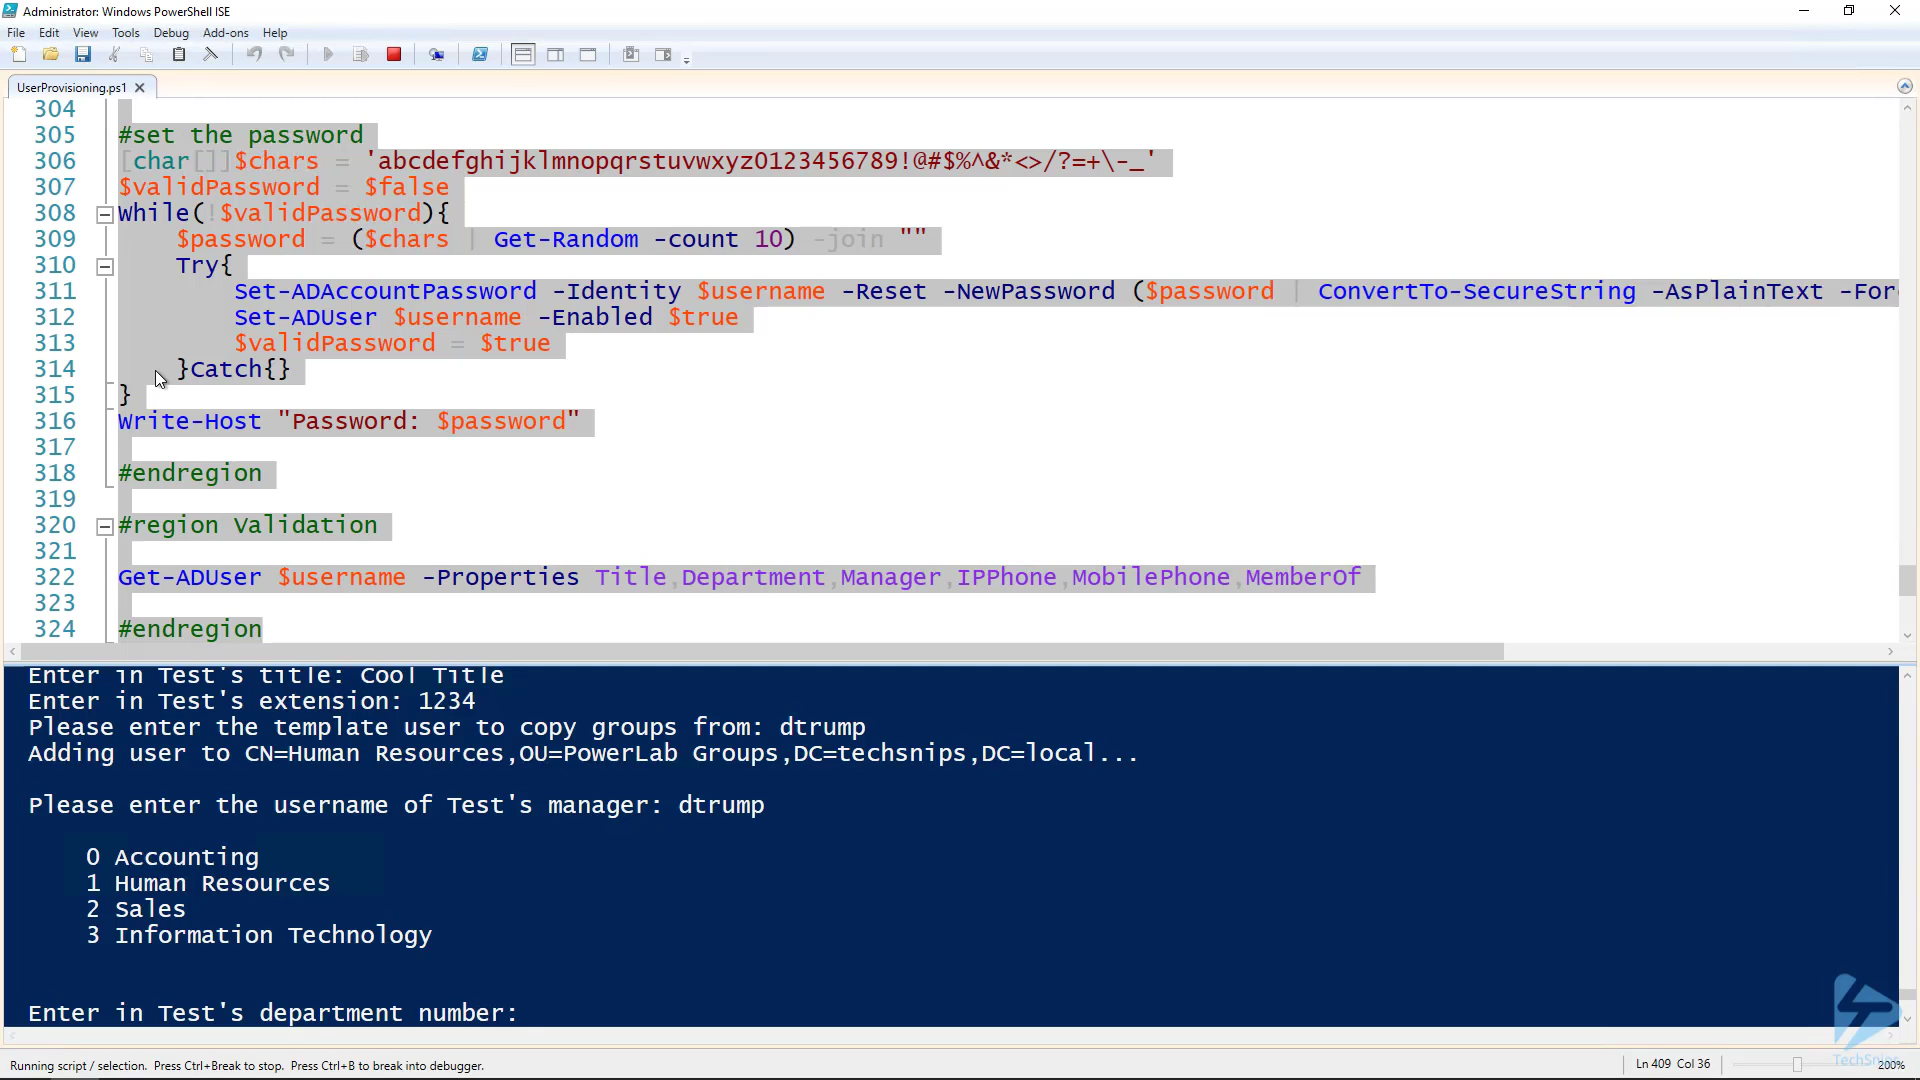 Administrator: Windows PowerShell ISE
File Edit View Tools Debug Add-ons Help
UserProvisioning.ps1
304
305 #set the password
306 [char[]]$chars = 'abcdefghijklmnopqrstuvwxyz0123456789!@#$%^&*<>/?=+\-_'
307 $validPassword = $false
308 While(!$validPassword){
309 $password = ($chars | Get-Random -count 10) -join ""
310 Try{
311 Set-ADAccountPassword -Identity $username -Reset -NewPassword ($password | ConvertTo-SecureString -AsPlainText -For
312 Set-ADUser $username -Enabled $true
313 $validPassword = $true
314 }Catch{}
315 }
316 Write-Host "Password: $password"
317
318 #endregion
319
320 #region Validation
321
322 Get-ADUser $username -Properties Title,Department,Manager,IPPhone,MobilePhone,MemberOf
323
324 #endregion
Enter in Test's title: Cool Title
Enter in Test's extension: 1234
Please enter the template user to copy groups from: dtrump
Adding user to CN=Human Resources,OU=PowerLab Groups,DC=techsnips,DC=local...
Please enter the username of Test's manager: dtrump
0 Accounting
1 Human Resources
2 Sales
3 Information Technology
Enter in Test's department number:
Running script / selection. Press Ctrl+Break to stop. Press Ctrl+B to break into debugger.
Ln 409 Col 36
TechSnips
200%